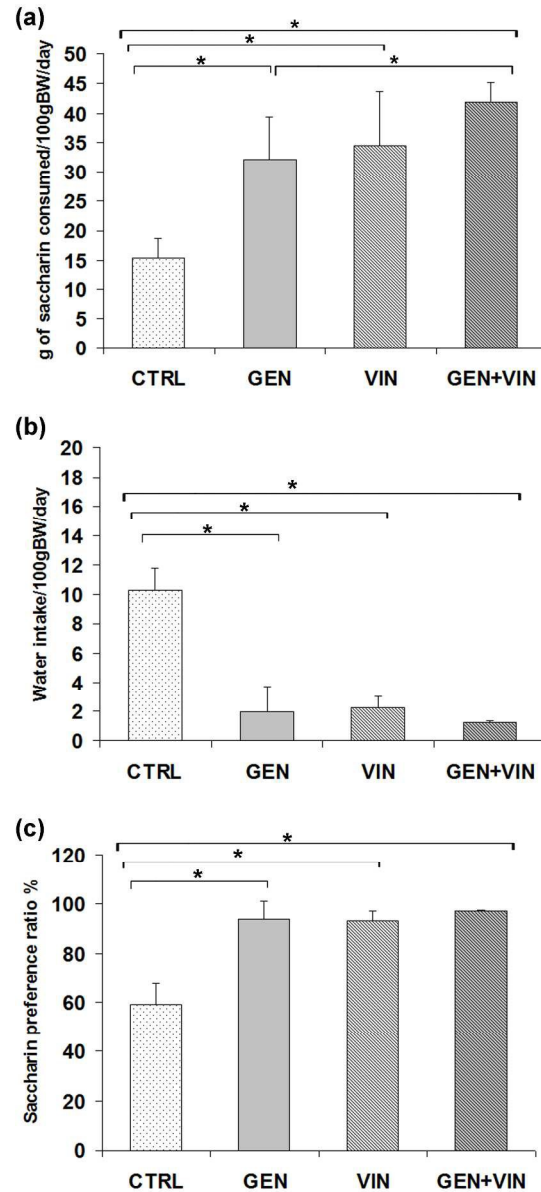 (a)
g of saccharin consumed/100gBW/day
50
45
40
35
30
25
20
15
10
5
0
* * * *
CTRL GEN VIN GEN+VIN
(b)
Water intake/100gBW/day
20
18
16
14
12
10
8
6
4
2
0
* * *
CTRL GEN VIN GEN+VIN
(c)
Saccharin preference ratio %
120
100
80
60
40
20
0
* * *
CTRL GEN VIN GEN+VIN